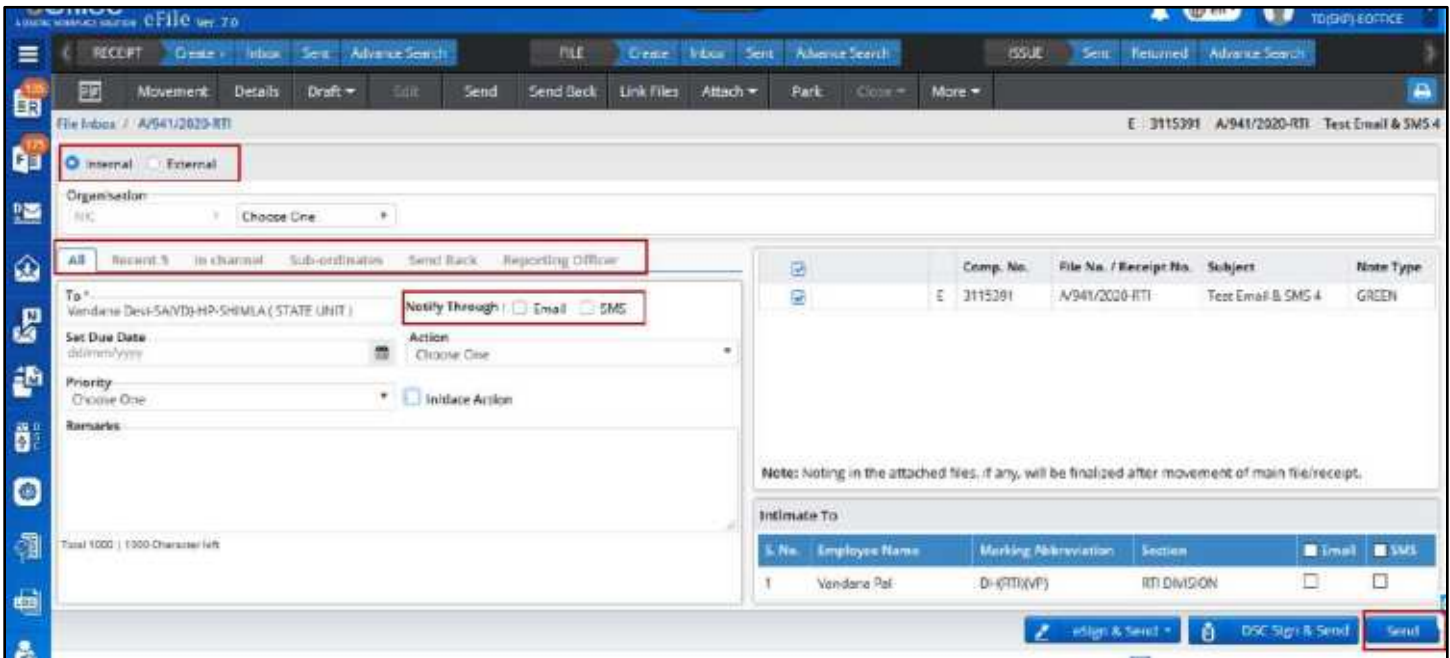 eFile Ver 7.0
TD(SKP)-EOFFICE
RECEIPT Create Inbox Sent Advance Search FILE Create Inbox Sent Advance Search ISSUE Sent Returned Advance Search
Movement Details Draft Edit Send Send Back Link Files Attach Park Close More
File Inbox / A/941/2020-RTI E 3115391 A/941/2020-RTI Test Email & SMS 4
Internal External
Organisation
NIC Choose One
All Recent 5 In channel Sub-ordinates Send Back Reporting Officer
Comp. No. File No. / Receipt No. Subject Note Type
E 3115391 A/941/2020-RTI Test Email & SMS 4 GREEN
To *
Vandana Devi-SA(VD)-HP-SHIMLA ( STATE UNIT )
Notify Through : Email SMS
Set Due Date
dd/mm/yyyy
Action
Choose One
Priority
Choose One
Initiate Action
Remarks
Total 1000 | 1000 Character left
Note: Noting in the attached files, if any, will be finalized after movement of main file/receipt.
Intimate To
S. No. Employee Name Marking Abbreviation Section Email SMS
1 Vandana Pal DH(RTI)(VP) RTI DIVISION
eSign & Send DSC Sign & Send Send